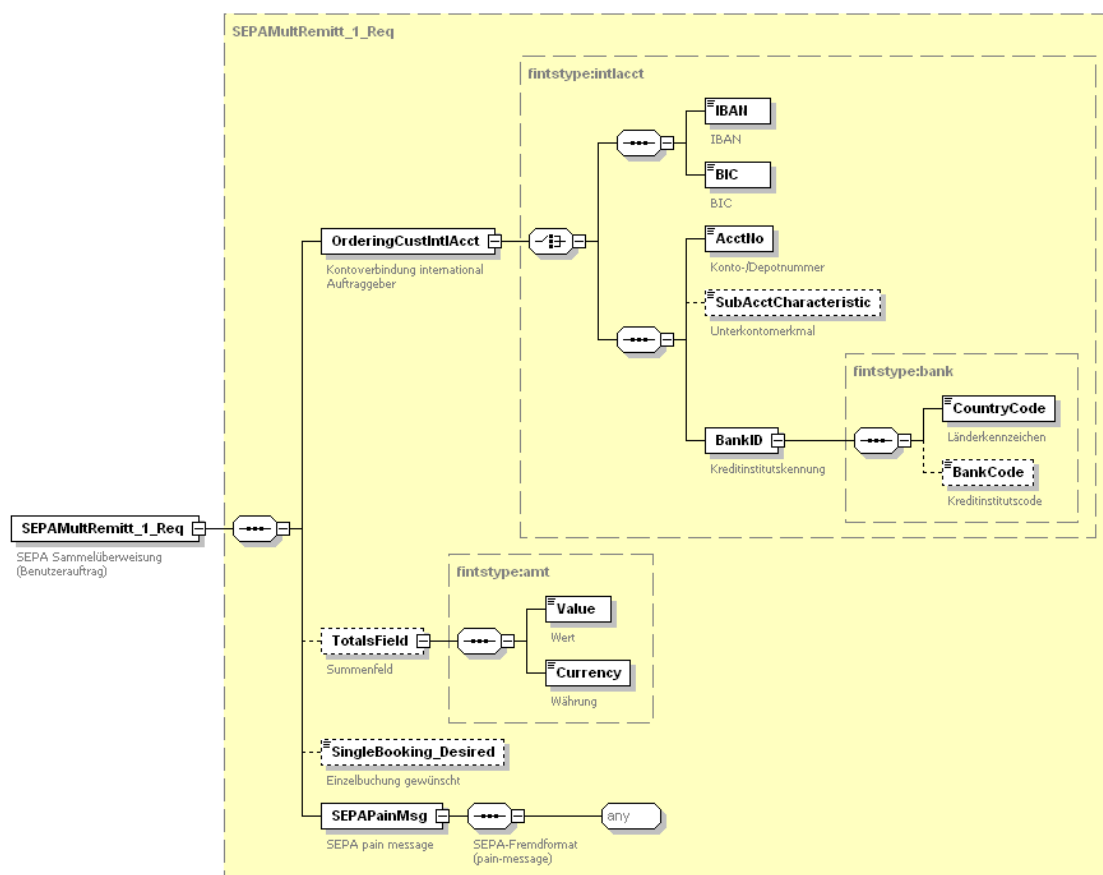 SEPAMultRemitt_1_Req
fintstype:intlacct
IBAN
IBAN
BIC
BIC
OrderingCustIntlAcct
Kontoverbindung international
Auftraggeber
AcctNo
Konto-/Depotnummer
SubAcctCharacteristic
Unterkontomerkmal
fintstype:bank
CountryCode
Länderkennzeichen
BankID
Kreditinstitutskennung
BankCode
Kreditinstitutscode
SEPAMultRemitt_1_Req
SEPA Sammelüberweisung
(Benutzerauftrag)
fintstype:amt
Value
Wert
TotalsField
Summenfeld
Currency
Währung
SingleBooking_Desired
Einzelbuchung gewünscht
SEPAPainMsg
SEPA pain message
SEPA-Fremdformat
(pain-message)
any